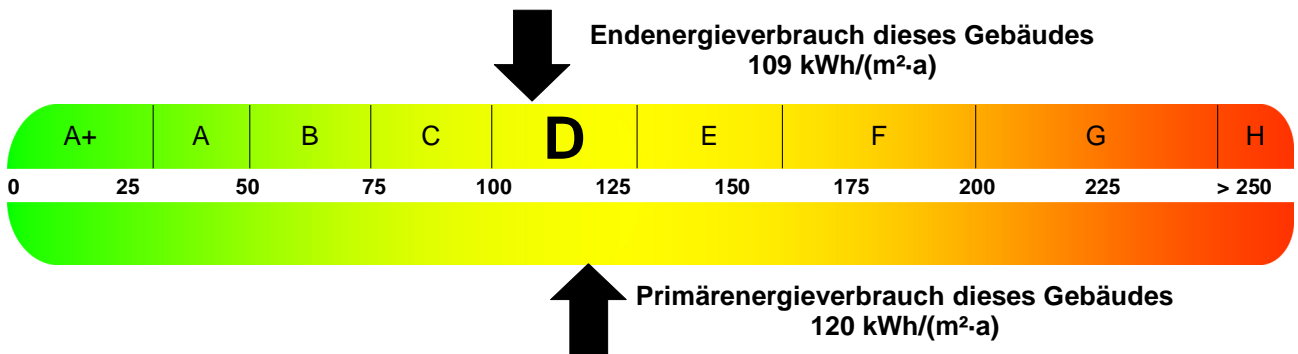 Endenergieverbrauch dieses Gebäudes
109 kWh/(m²·a)
A+ A B C D E F G H
0 25 50 75 100 125 150 175 200 225 > 250
Primärenergieverbrauch dieses Gebäudes
120 kWh/(m²·a)